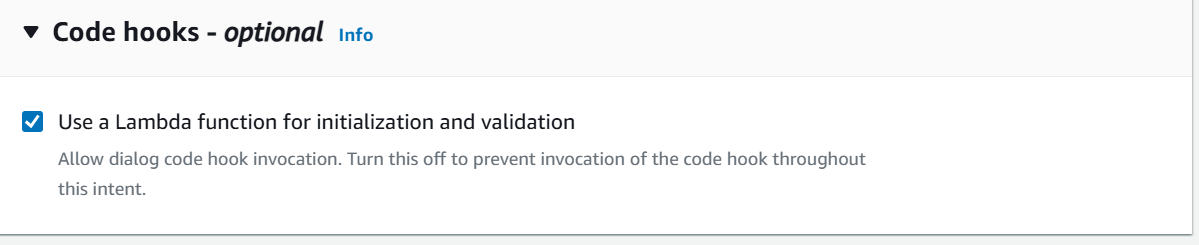 Code hooks - optional Info
Use a Lambda function for initialization and validation
Allow dialog code hook invocation. Turn this off to prevent invocation of the code hook throughout
this intent.